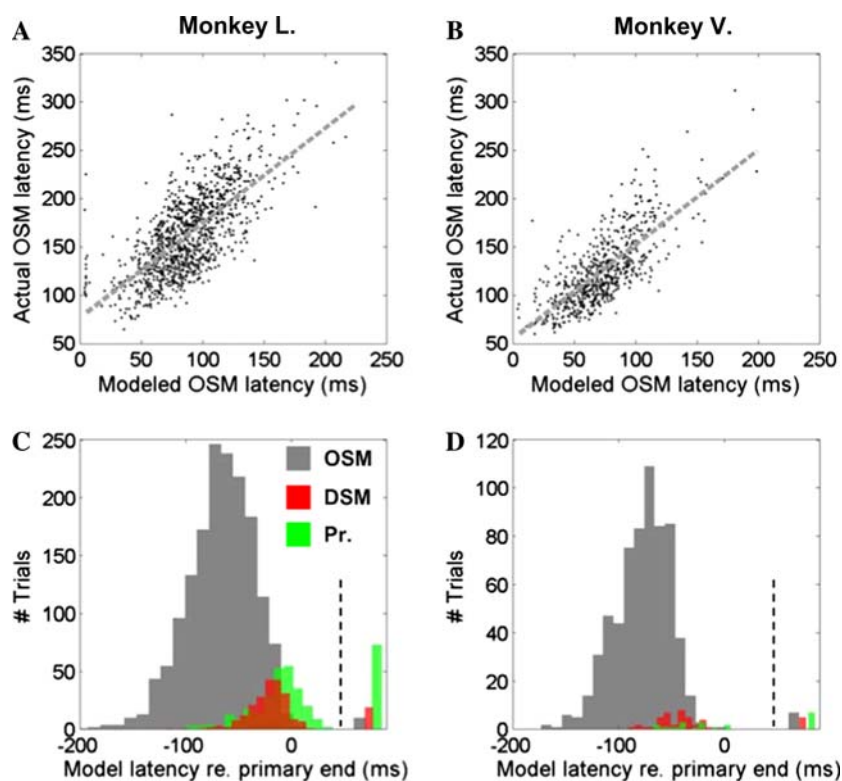 A Monkey L.
350
300
250
200
150
100
50
Actual OSM latency (ms)
0 50 100 150 200 250
Modeled OSM latency (ms)
B Monkey V.
350
300
250
200
150
100
50
Actual OSM latency (ms)
0 50 100 150 200 250
Modeled OSM latency (ms)
C
250
200
150
100
50
0
# Trials
OSM
DSM
Pr.
-200 -100 0
Model latency re. primary end (ms)
D
120
100
80
60
40
20
0
# Trials
-200 -100 0
Model latency re. primary end (ms)